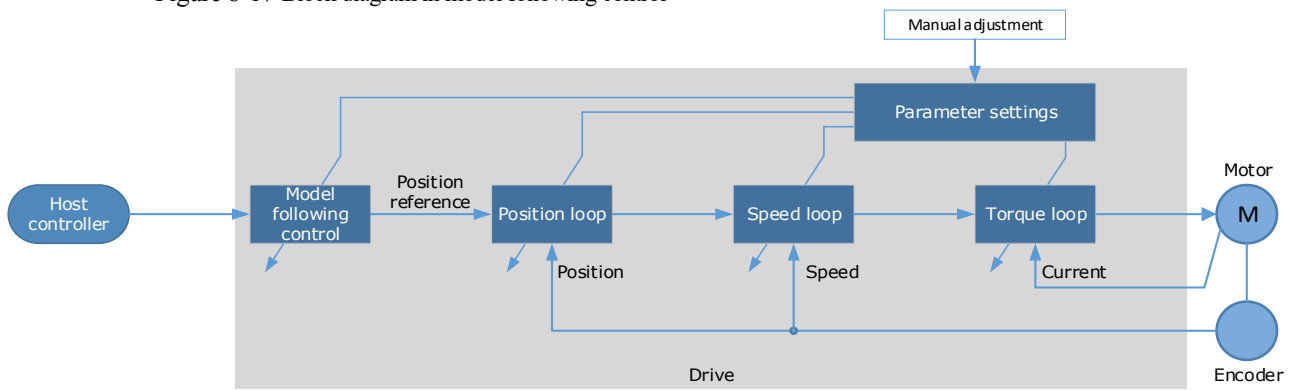 Manual adjustment
Parameter settings
Motor
Host
controller
Model
following
control
Position
reference
Position loop
Speed loop
Torque loop
M
Position
Speed
Current
Drive
Encoder